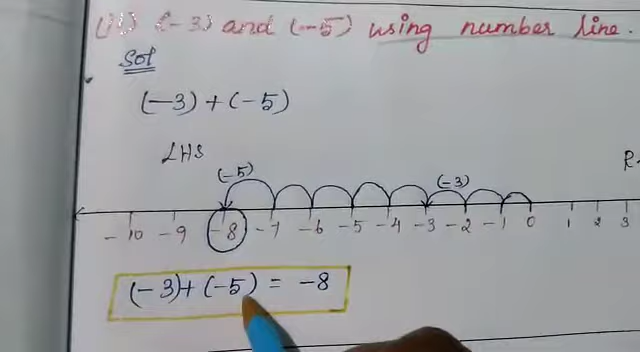 (ii) (-3) and (-5) using number line.
Sol
(-3) + (-5)
LHS
R-
(-5) (-3)
-10 -9 -8 -7 -6 -5 -4 -3 -2 -1 0 1 2 3
(-3)+(-5) = -8